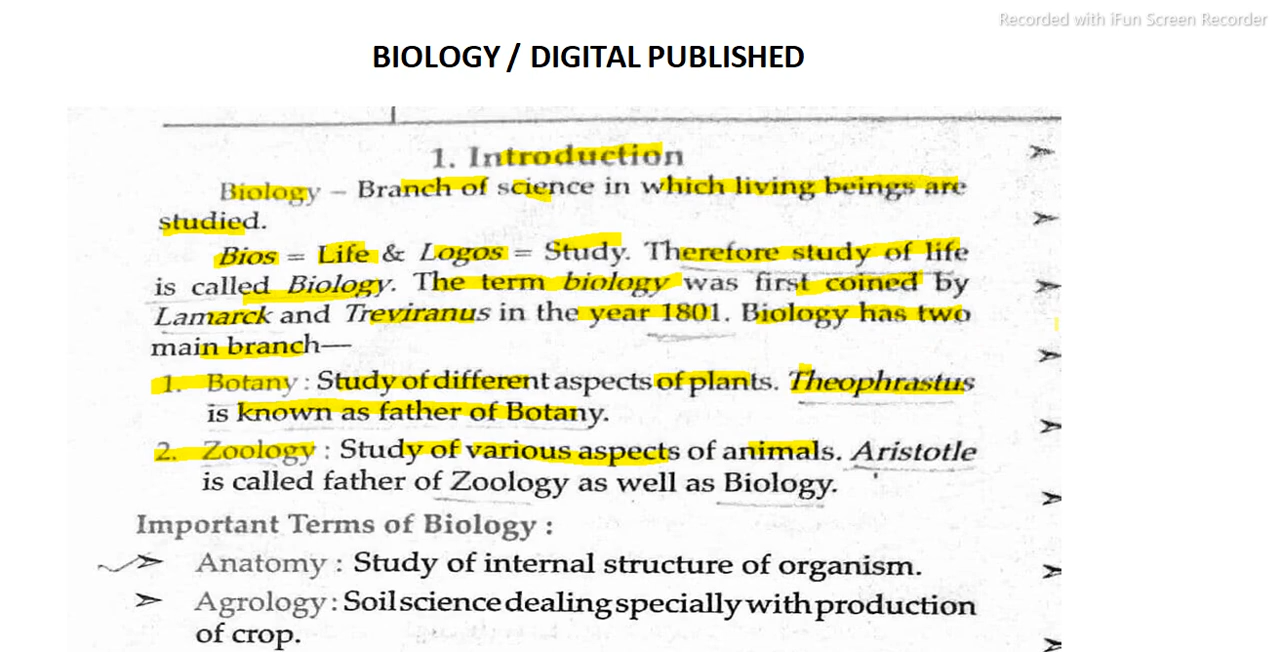 Recorded with iFun Screen Recorder
BIOLOGY / DIGITAL PUBLISHED
1. Introduction
Biology – Branch of science in which living beings are
studied.
Bios = Life & Logos = Study. Therefore study of life
is called Biology. The term biology was first coined by
Lamarck and Treviranus in the year 1801. Biology has two
main branch—
1. Botany : Study of different aspects of plants. Theophrastus
is known as father of Botany.
2. Zoology : Study of various aspects of animals. Aristotle
is called father of Zoology as well as Biology.
Important Terms of Biology :
➢ Anatomy : Study of internal structure of organism.
➢ Agrology : Soil science dealing specially with production
of crop.